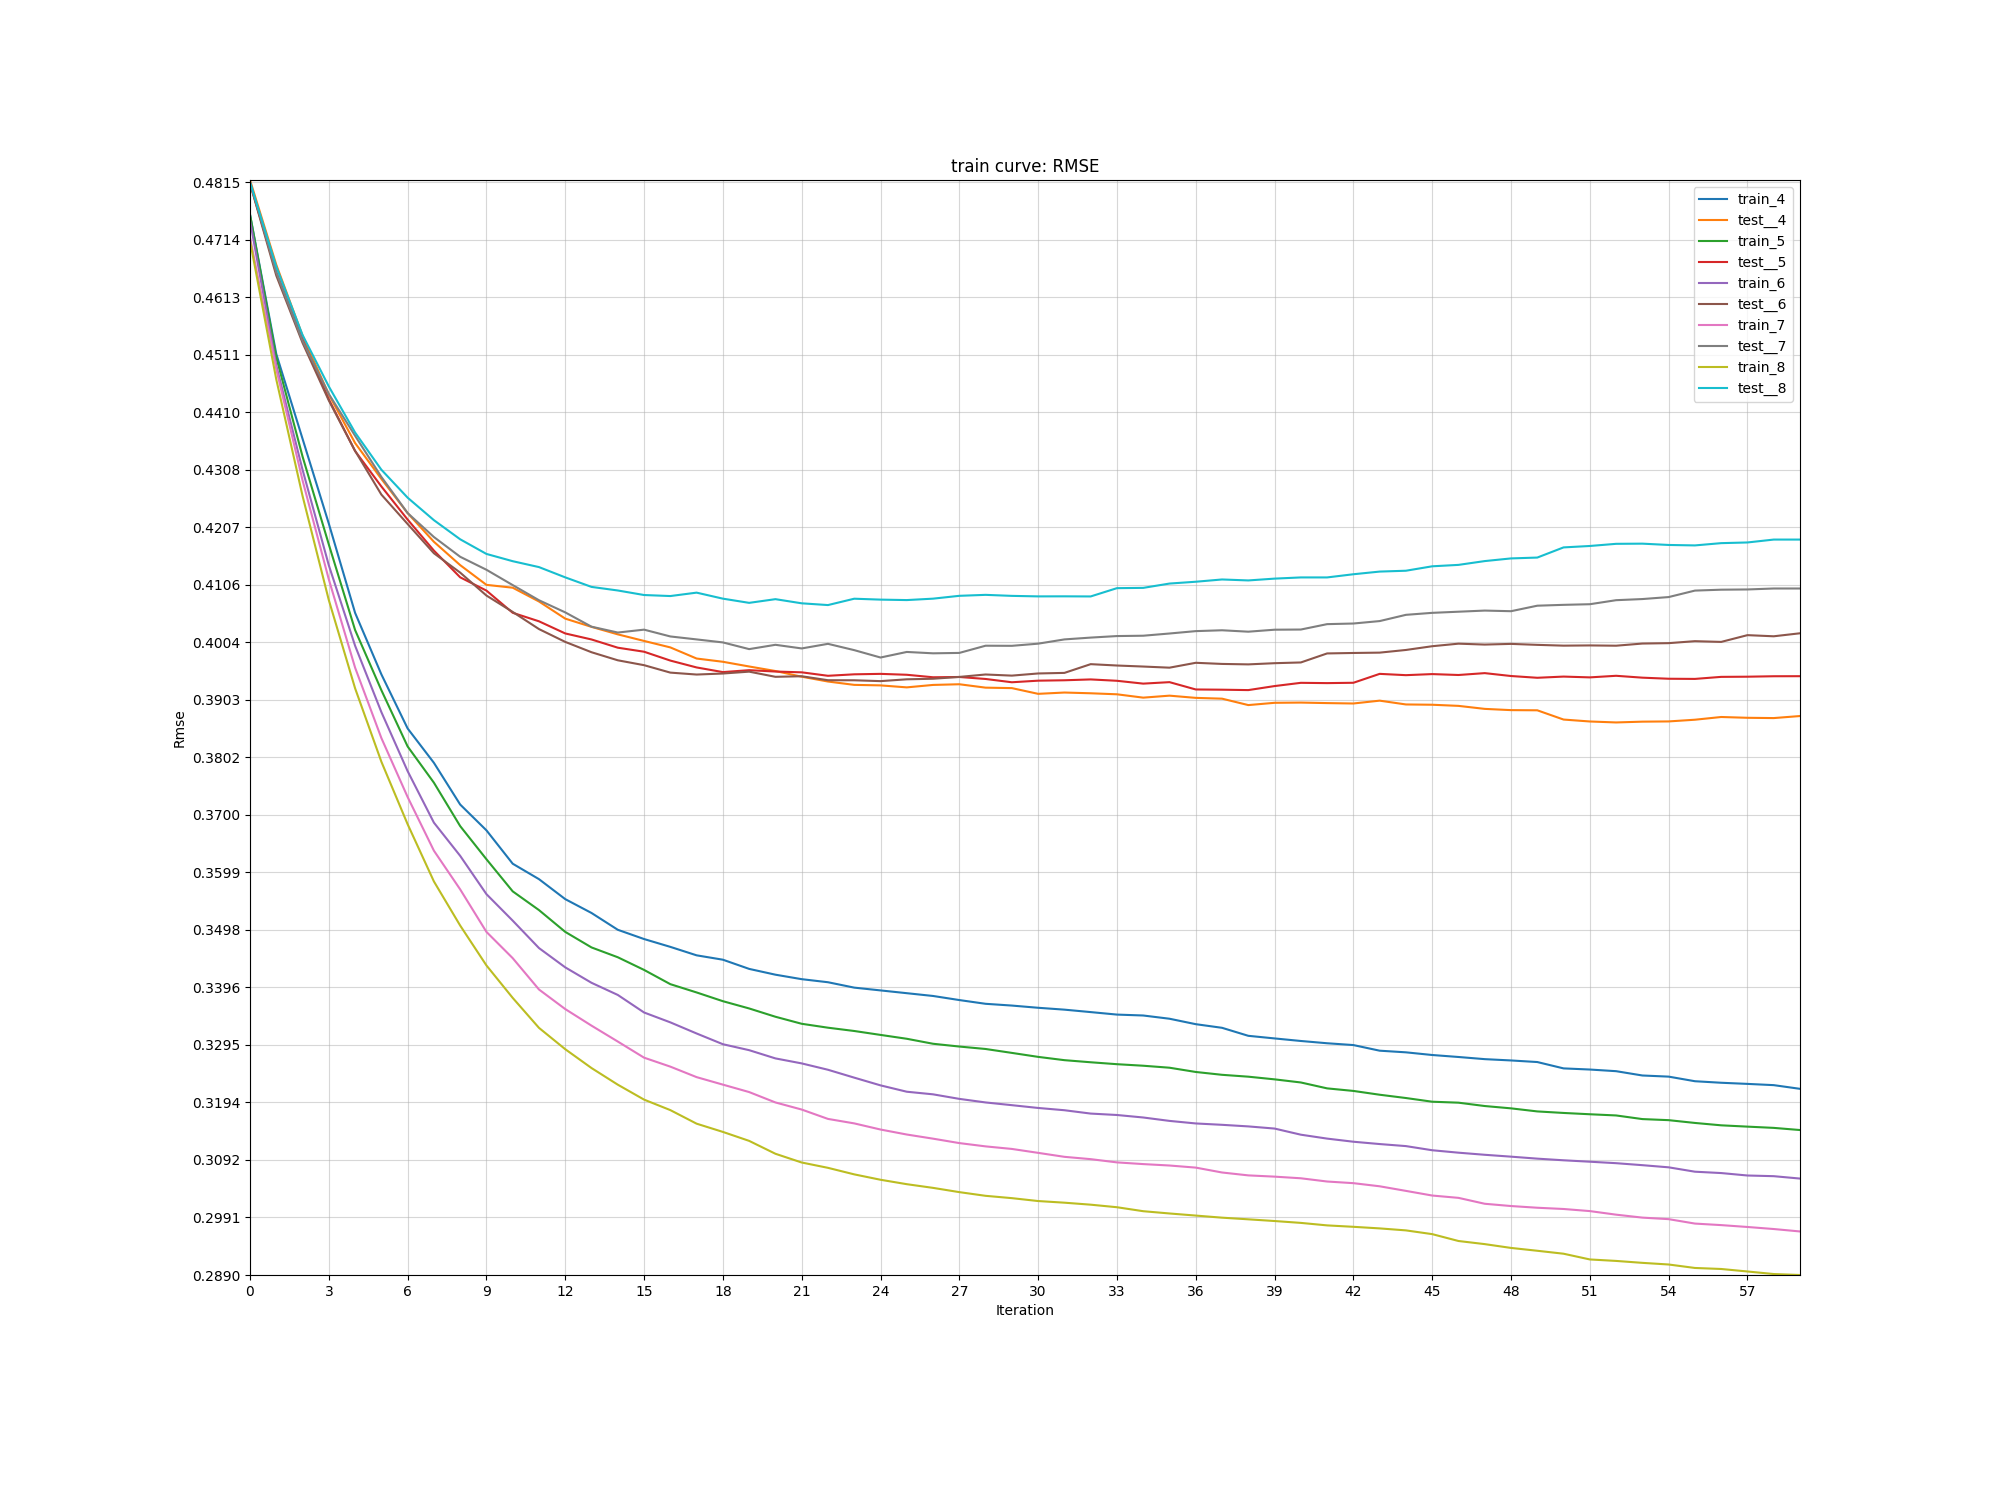 train curve: RMSE
0.4815
0.4714
0.4613
0.4511
0.4410
0.4308
0.4207
0.4106
0.4004
0.3903
0.3802
0.3700
0.3599
0.3498
0.3396
0.3295
0.3194
0.3092
0.2991
0.2890
Rmse
train_4
test__4
train_5
test__5
train_6
test__6
train_7
test__7
train_8
test__8
0 3 6 9 12 15 18 21 24 27 30 33 36 39 42 45 48 51 54 57
Iteration